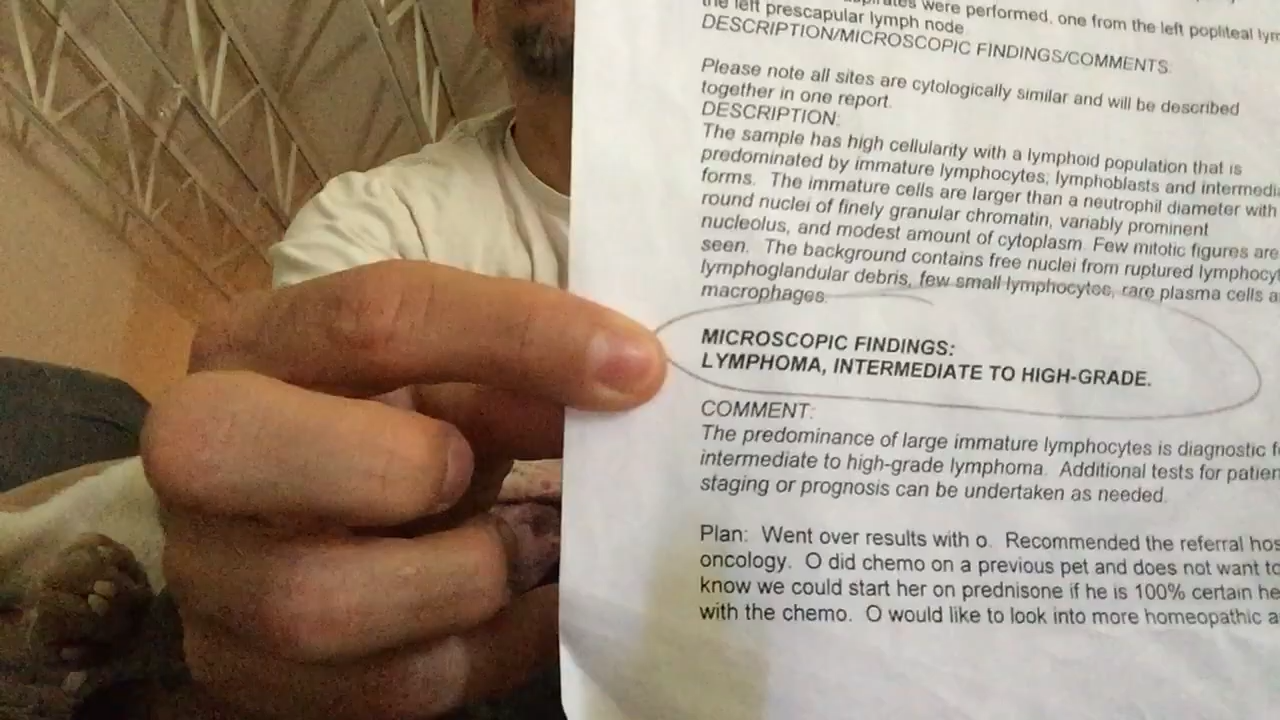 were performed, one from the left popliteal
the left prescapular lymph node
DESCRIPTION/MICROSCOPIC FINDINGS/COMMENTS:
Please note all sites are cytologically similar and will be described
together in one report.
DESCRIPTION:
The sample has high cellularity with a lymphoid population that is
predominated by immature lymphocytes; lymphoblasts and
forms. The immature cells are larger than a neutrophil diameter with
round nuclei of finely granular chromatin, variably prominent
nucleolus, and modest amount of cytoplasm. Few mitotic figures are
seen. The background contains free nuclei from ruptured
lymphoglandular debris, few small lymphocytes, rare plasma cells
macrophages.
MICROSCOPIC FINDINGS:
LYMPHOMA, INTERMEDIATE TO HIGH-GRADE.
COMMENT:
The predominance of large immature lymphocytes is diagnostic
intermediate to high-grade lymphoma. Additional tests for
staging or prognosis can be undertaken as needed.
Plan: Went over results with o. Recommended the referral
oncology. O did chemo on a previous pet and does not want to
know we could start her on prednisone if he is 100% certain
with the chemo. O would like to look into more homeopathic